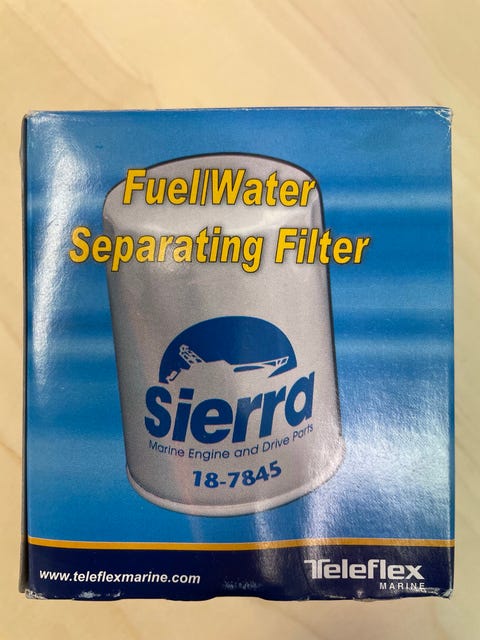 Fuel/Water
Separating Filter
Sierra
Marine Engine and Drive Parts
18-7845
www.teleflexmarine.com
Teleflex
MARINE